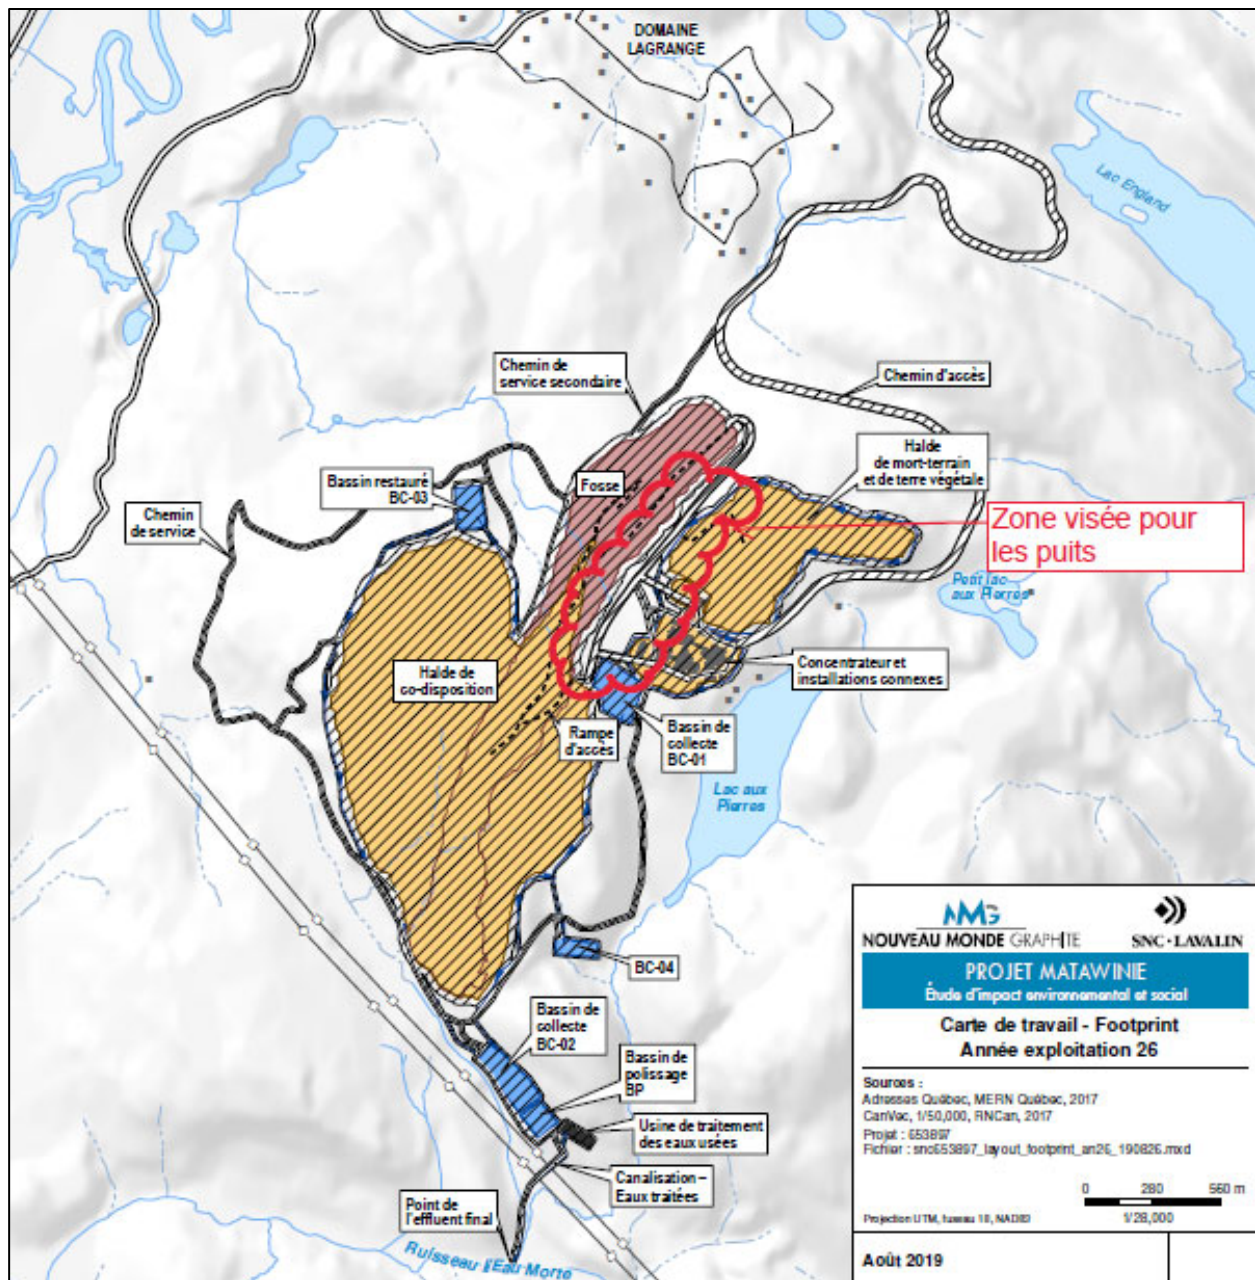 DOMAINE
LAGRANGE
Lac England
Chemin de
service secondaire
Chemin d'accès
Halde
de mort-terrain
et de terre végétale
Bassin restauré
BC-03
Fosse
Chemin
de service
Zone visée pour
les puits
Petit lac
aux Pierres
Halde de
co-disposition
Concentrateur et
installations connexes
Rampe
d'accès
Bassin de
collecte
BC-01
Lac aux
Pierres
BC-04
Bassin de
collecte
BC-02
Bassin de
polissage
BP
Usine de traitement
des eaux usées
Canalisation –
Eaux traitées
Point de
l'effluent final
Ruisseau à l'Eau Morte
NMG
NOUVEAU MONDE GRAPHITE
SNC·LAVALIN
PROJET MATAWINIE
Étude d'impact environnemental et social
Carte de travail - Footprint
Année exploitation 26
Sources :
Adresses Québec, MERN Québec, 2017
CanVec, 1/50,000, RNCan, 2017
Projet : 653897
Fichier : snc653897_layout_footprint_an26_190826.mxd
0 280 560 m
Projection UTM, fuseau 18, NAD83
1/28,000
Août 2019